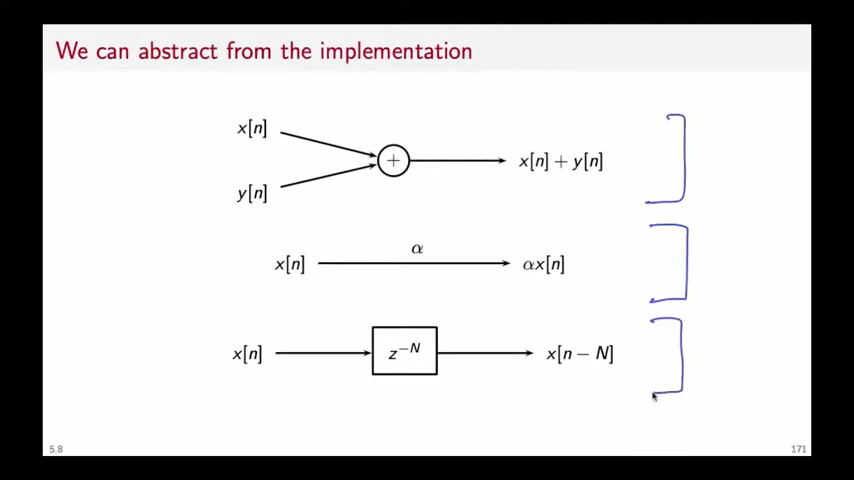 We can abstract from the implementation
x[n]
+
x[n] + y[n]
y[n]
α
x[n]
αx[n]
x[n]
z⁻ᴺ
x[n − N]
5.8
171